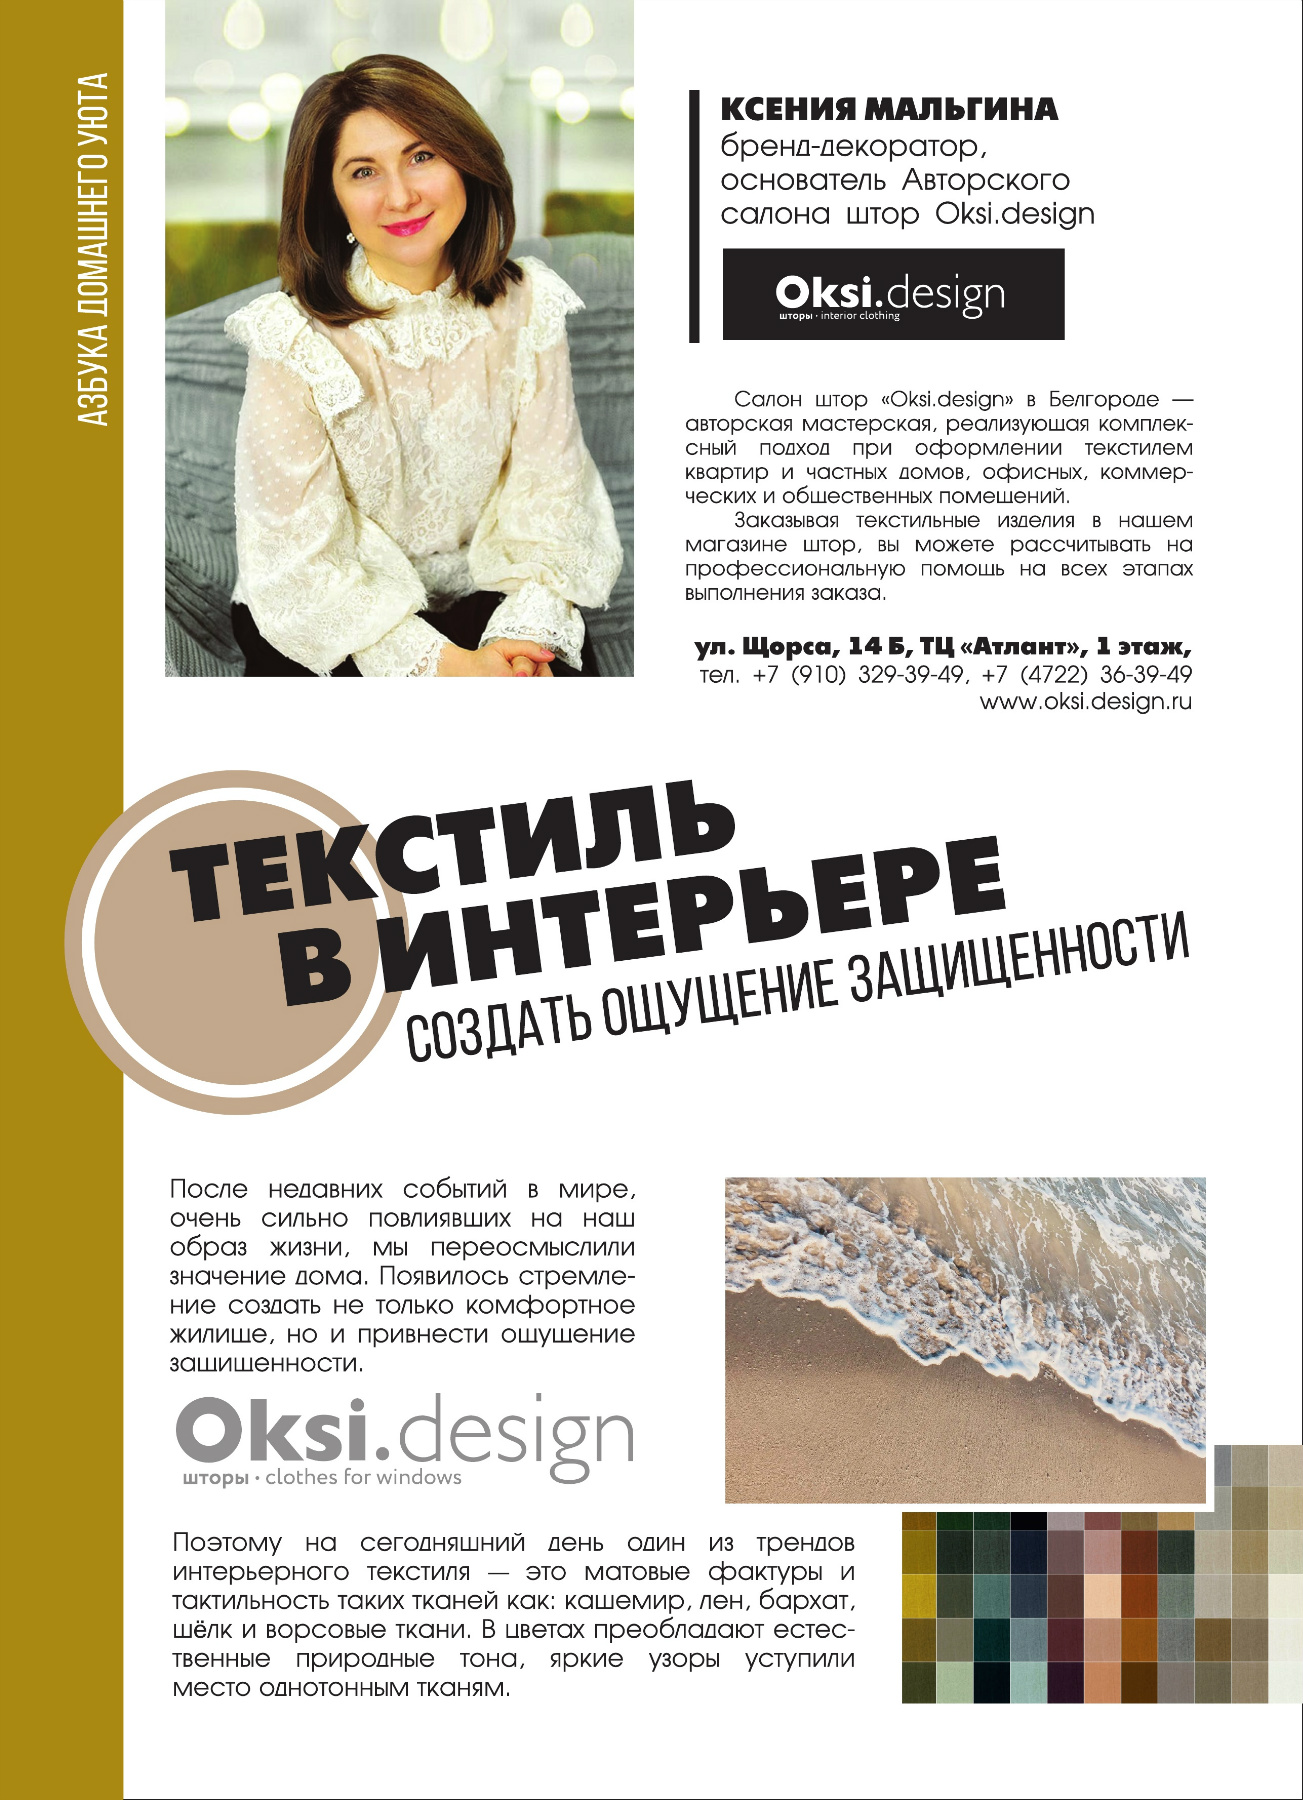 АЗБУКА ДОМАШНЕГО УЮТА
КСЕНИЯ МАЛЬГИНА
бренд-декоратор,
основатель Авторского
салона штор Oksi.design
Oksi.design
шторы · interior clothing
Салон штор «Oksi.design» в Белгороде —
авторская мастерская, реализующая комплек-
сный подход при оформлении текстилем
квартир и частных домов, офисных, коммер-
ческих и общественных помещений.
Заказывая текстильные изделия в нашем
магазине штор, вы можете рассчитывать на
профессиональную помощь на всех этапах
выполнения заказа.
ул. Щорса, 14 Б, ТЦ «Атлант», 1 этаж,
тел. +7 (910) 329-39-49, +7 (4722) 36-39-49
www.oksi.design.ru
ТЕКСТИЛЬ
В ИНТЕРЬЕРЕ
СОЗДАТЬ ОЩУЩЕНИЕ ЗАЩИЩЕННОСТИ
После недавних событий в мире,
очень сильно повлиявших на наш
образ жизни, мы переосмыслили
значение дома. Появилось стремле-
ние создать не только комфортное
жилище, но и привнести ощущение
защищенности.
Oksi.design
шторы · clothes for windows
Поэтому на сегодняшний день один из трендов
интерьерного текстиля — это матовые фактуры и
тактильность таких тканей как: кашемир, лен, бархат,
шёлк и ворсовые ткани. В цветах преобладают естес-
твенные природные тона, яркие узоры уступили
место однотонным тканям.